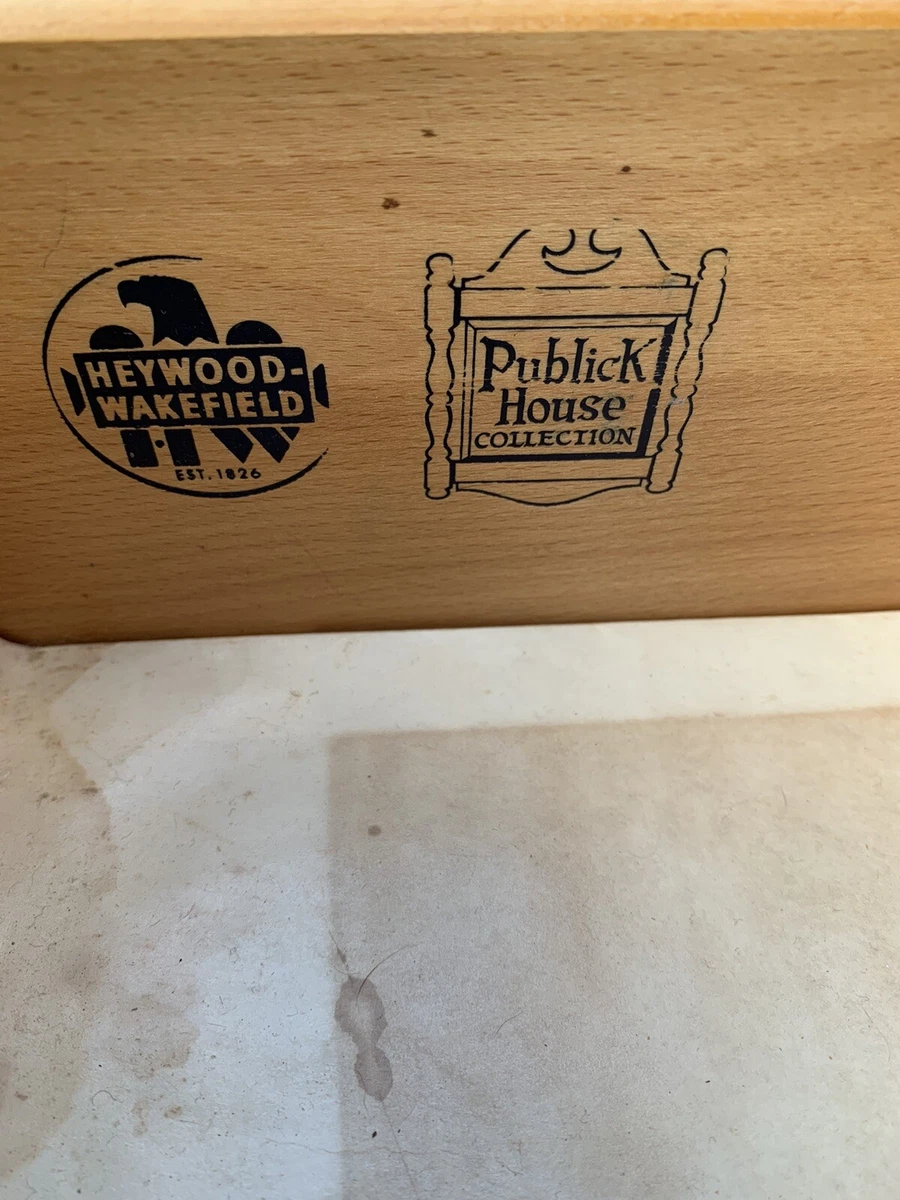 HEYWOOD-
WAKEFIELD
HW
EST. 1826
Publick
House
COLLECTION